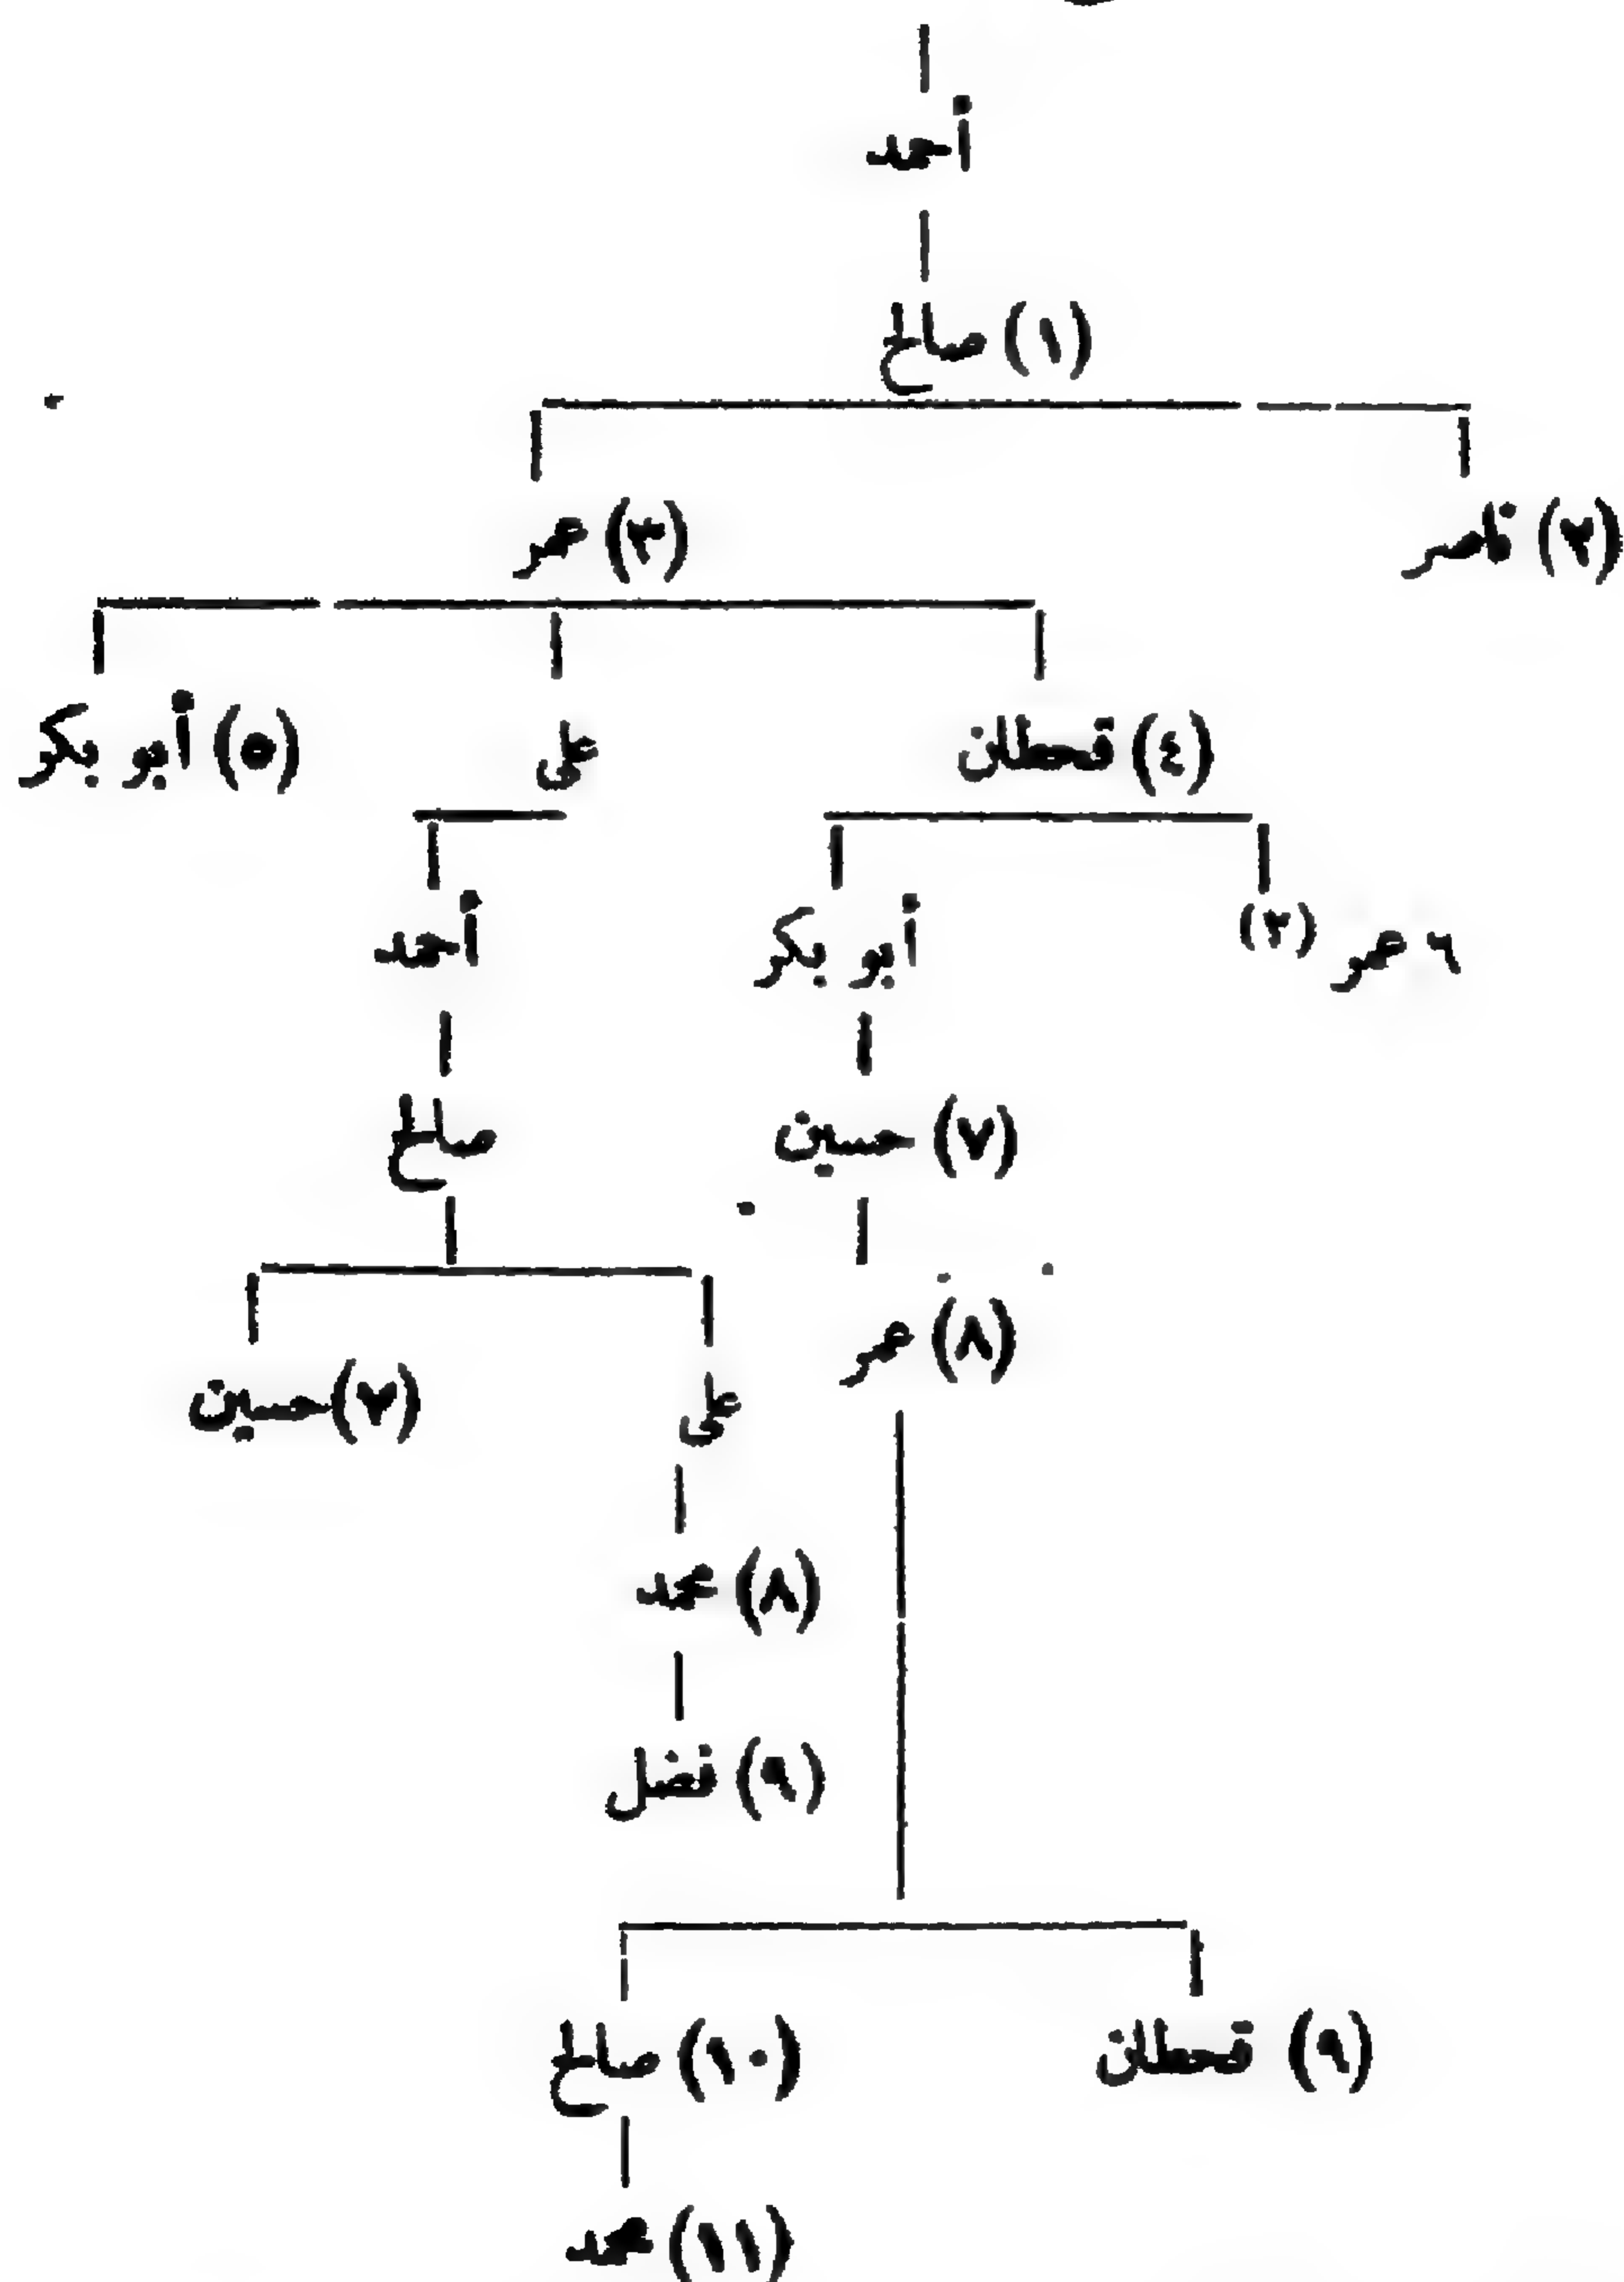 أحمد
(١) صالح
(٢) ناصر
(٣) عمر
(٤) قحطان
على
(٥) أبو بكر
٦ عمر (٢)
أبو بكر
أحمد
(٧) حسين
صالح
(٨) عمر
على
(٧) حسين
(٨) محمد
(٩) فضل
(٩) قحطان
(١٠) صالح
(١١) محمد